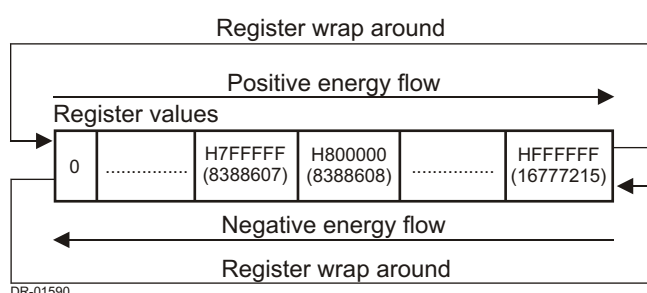 Register wrap around
Positive energy flow
Register values
0
................
H7FFFFF
(8388607)
H800000
(8388608)
................
HFFFFFF
(16777215)
Negative energy flow
Register wrap around
DR-01590